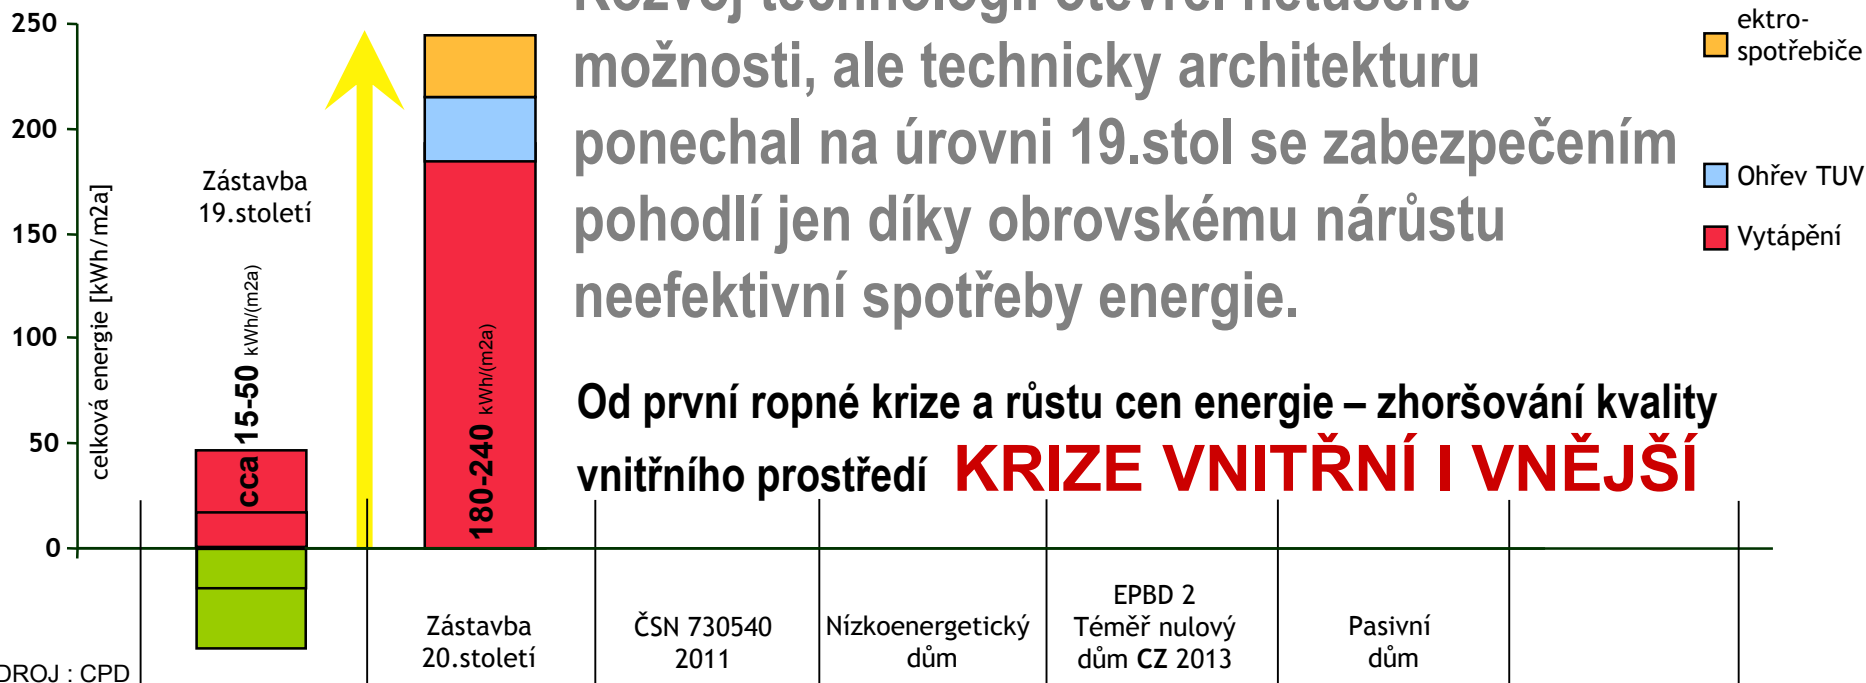 Rozvoj technologií otevřel netušené
možnosti, ale technicky architekturu
ponechal na úrovni 19.stol se zabezpečením
pohodlí jen díky obrovskému nárůstu
neefektivní spotřeby energie.
Od první ropné krize a růstu cen energie – zhoršování kvality
vnitřního prostředí KRIZE VNITŘNÍ I VNĚJŠÍ
250
200
150
100
50
0
celková energie [kWh/m2a]
Zástavba
19.století
cca 15-50 kWh/(m2a)
180-240 kWh/(m2a)
ektro-
spotřebiče
Ohřev TUV
Vytápění
Zástavba
20.století
ČSN 730540
2011
Nízkoenergetický
dům
EPBD 2
Téměř nulový
dům CZ 2013
Pasivní
dům
DROJ : CPD